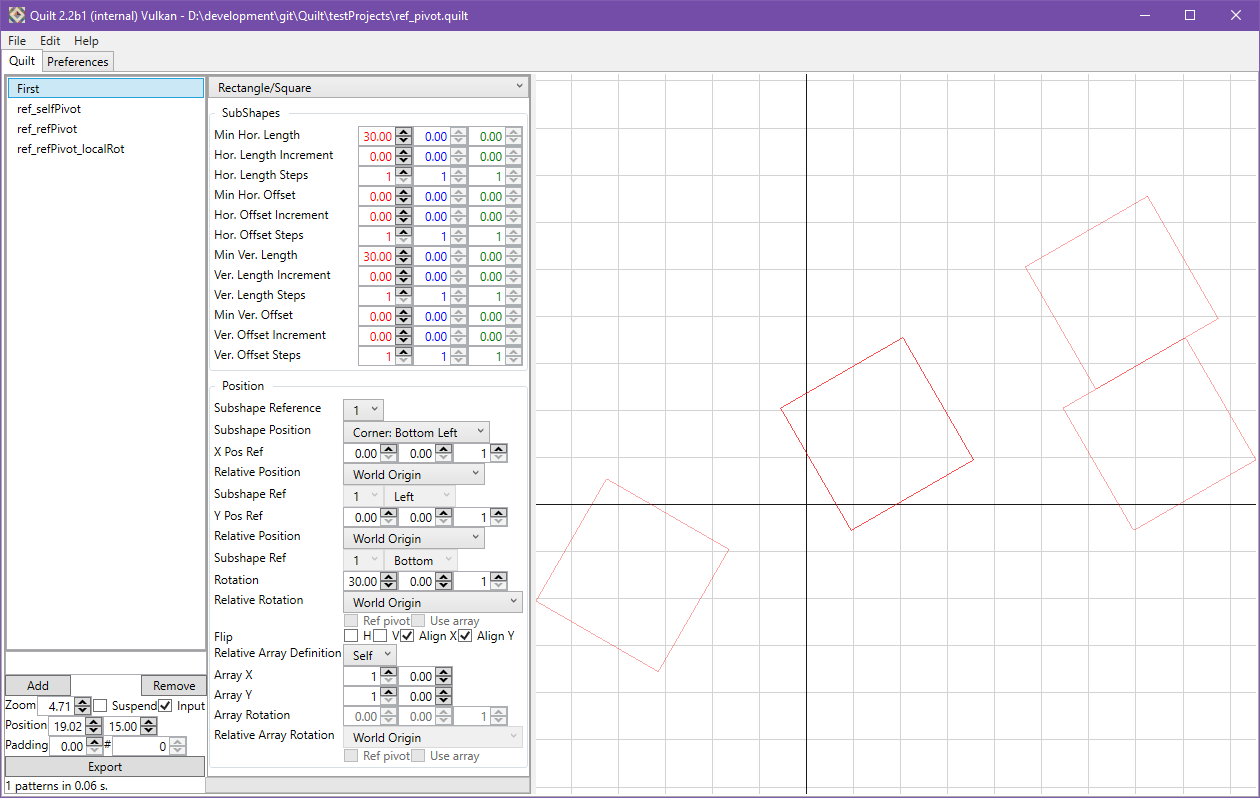 Quilt 2.2b1 (internal) Vulkan - D:\development\git\Quilt\testProjects\ref_pivot.quilt
File Edit Help
Quilt Preferences
First
ref_selfPivot
ref_refPivot
ref_refPivot_localRot
Add Remove
Zoom 4.71 Suspend Input
Position 19.02 15.00
Padding 0.00 # 0
Export
1 patterns in 0.06 s.
Rectangle/Square
SubShapes
Min Hor. Length 30.00 0.00 0.00
Hor. Length Increment 0.00 0.00 0.00
Hor. Length Steps 1 1 1
Min Hor. Offset 0.00 0.00 0.00
Hor. Offset Increment 0.00 0.00 0.00
Hor. Offset Steps 1 1 1
Min Ver. Length 30.00 0.00 0.00
Ver. Length Increment 0.00 0.00 0.00
Ver. Length Steps 1 1 1
Min Ver. Offset 0.00 0.00 0.00
Ver. Offset Increment 0.00 0.00 0.00
Ver. Offset Steps 1 1 1
Position
Subshape Reference 1
Subshape Position Corner: Bottom Left
X Pos Ref 0.00 0.00 1
Relative Position World Origin
Subshape Ref 1 Left
Y Pos Ref 0.00 0.00 1
Relative Position World Origin
Subshape Ref 1 Bottom
Rotation 30.00 0.00 1
Relative Rotation World Origin
Ref pivot Use array
Flip H V Align X Align Y
Relative Array Definition Self
Array X 1 0.00
Array Y 1 0.00
Array Rotation 0.00 0.00 1
Relative Array Rotation World Origin
Ref pivot Use array